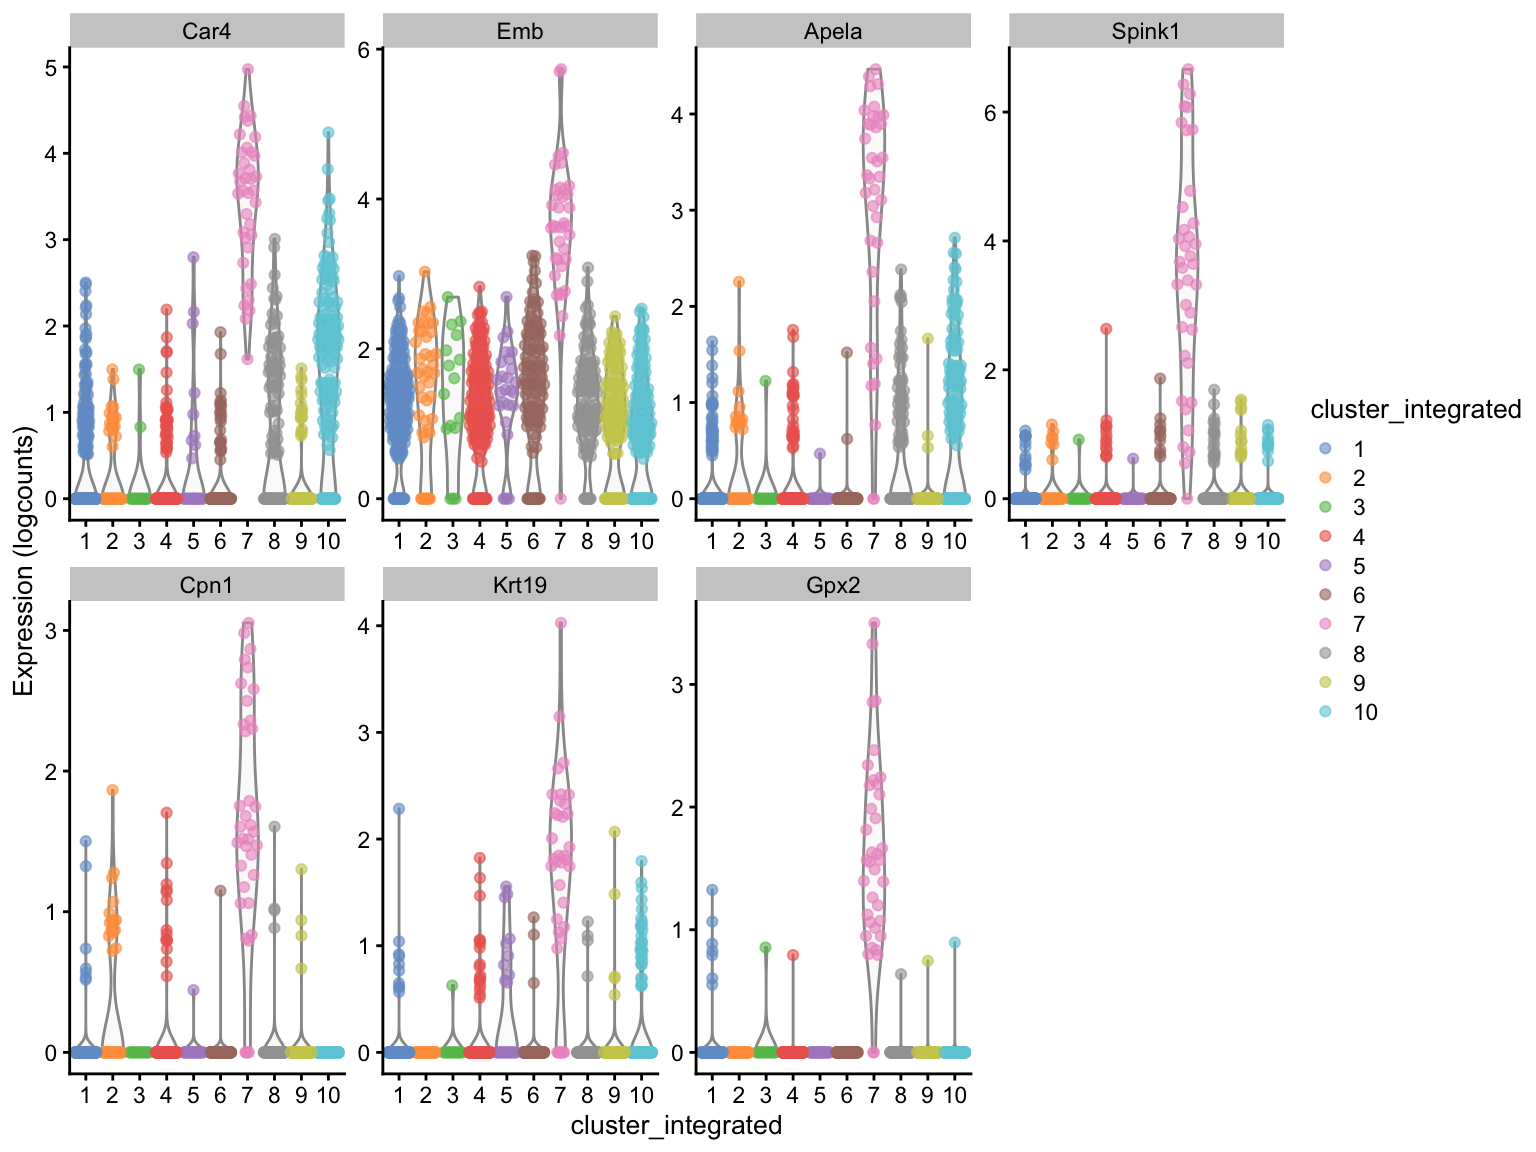 Car4 Emb Apela Spink1
5 6 4 6
4 4 3 4
3 2 2 2
2 0 1 0
1 0
0
1 2 3 4 5 6 7 8 9 10 1 2 3 4 5 6 7 8 9 10 1 2 3 4 5 6 7 8 9 10 1 2 3 4 5 6 7 8 9 10
Expression (logcounts)
Cpn1 Krt19 Gpx2
3 4 3
2 3 2
1 2 1
0 1 0
0
1 2 3 4 5 6 7 8 9 10 1 2 3 4 5 6 7 8 9 10 1 2 3 4 5 6 7 8 9 10
cluster_integrated
cluster_integrated
1
2
3
4
5
6
7
8
9
10